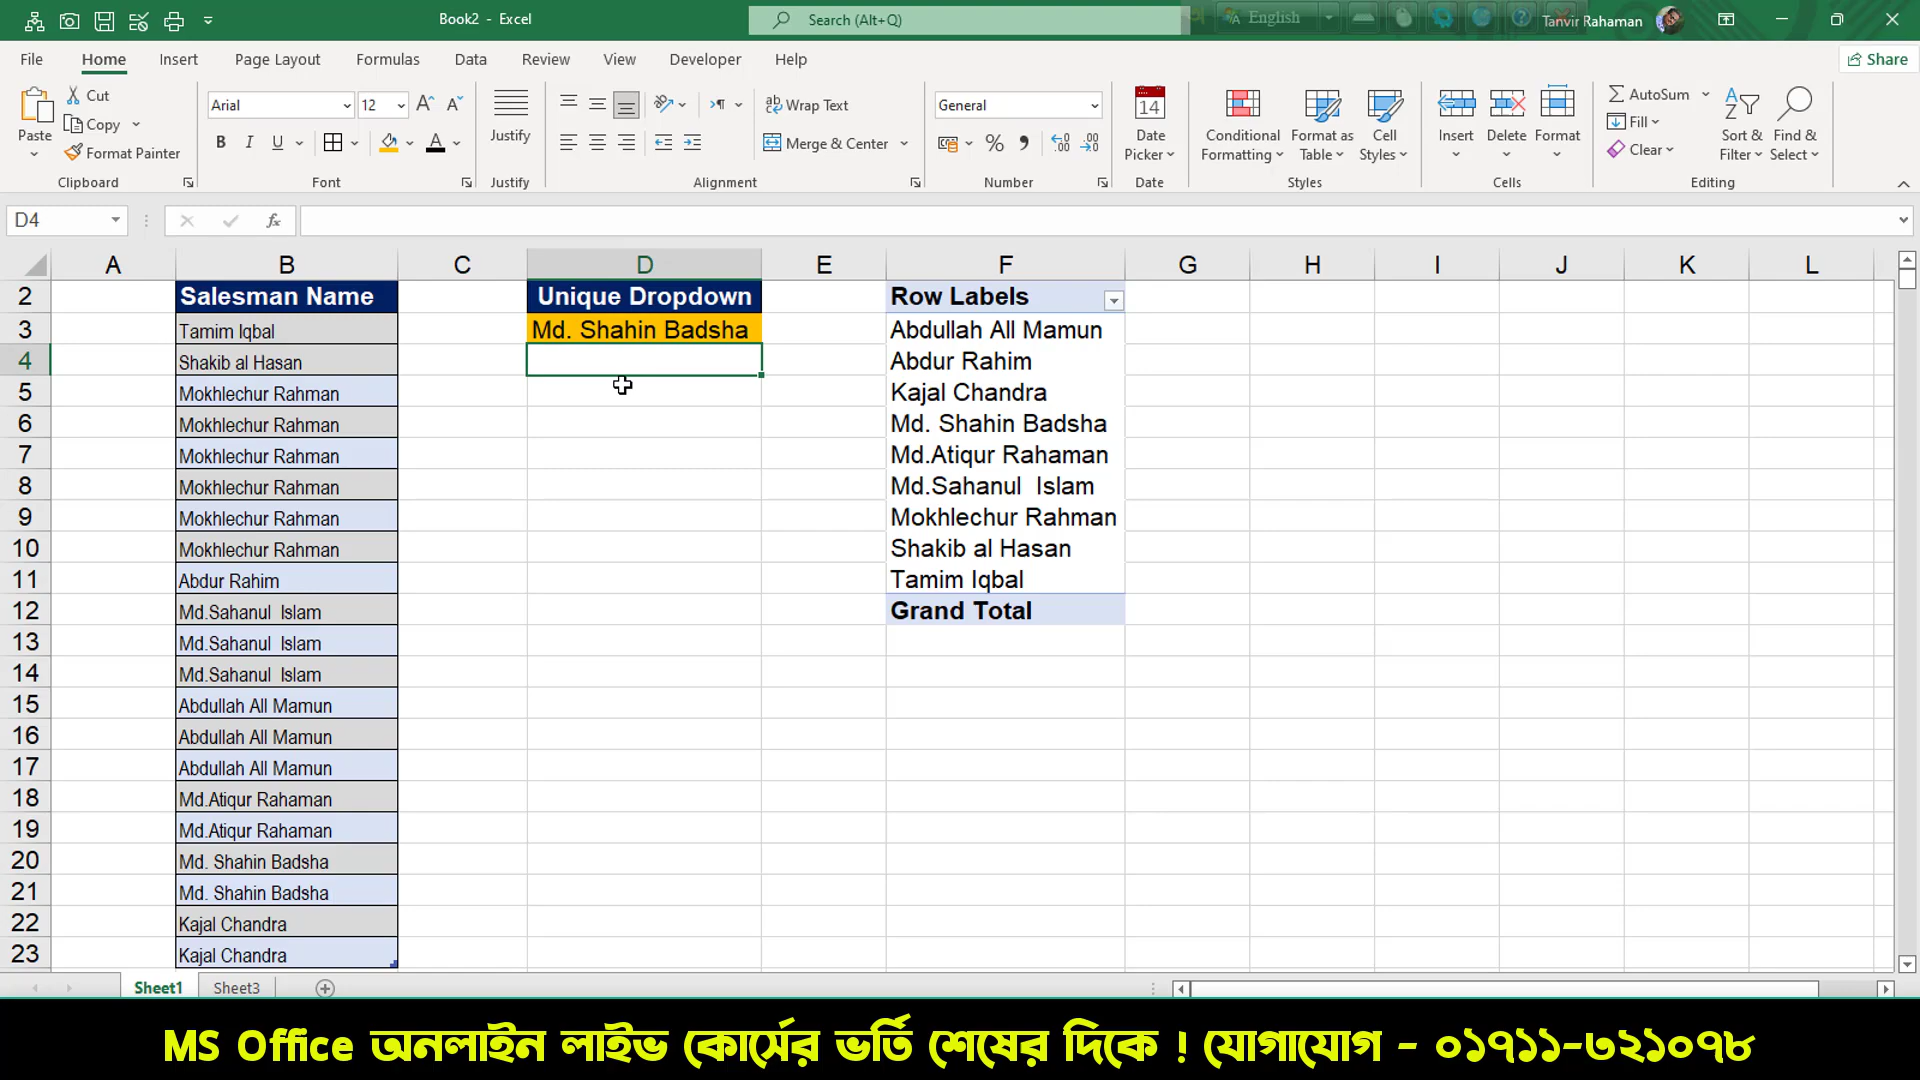 Book2 - Excel
Search (Alt+Q)
English
Tanvir Rahaman
File Home Insert Page Layout Formulas Data Review View Developer Help
Share
Paste
Cut
Copy
Format Painter
Clipboard
Arial 12
B I U
Font
Justify
Justify
Wrap Text
Merge & Center
Alignment
General
Number
14
Date Picker
Date
Conditional Formatting
Format as Table
Cell Styles
Styles
Insert
Delete
Format
Cells
AutoSum
Fill
Clear
Sort & Filter
Find & Select
Editing
D4
fx
A B C D E F G H I J K L
2 Salesman Name Unique Dropdown Row Labels
3 Tamim Iqbal Md. Shahin Badsha Abdullah All Mamun
4 Shakib al Hasan Abdur Rahim
5 Mokhlechur Rahman Kajal Chandra
6 Mokhlechur Rahman Md. Shahin Badsha
7 Mokhlechur Rahman Md.Atiqur Rahaman
8 Mokhlechur Rahman Md.Sahanul  Islam
9 Mokhlechur Rahman Mokhlechur Rahman
10 Mokhlechur Rahman Shakib al Hasan
11 Abdur Rahim Tamim Iqbal
12 Md.Sahanul  Islam Grand Total
13 Md.Sahanul  Islam
14 Md.Sahanul  Islam
15 Abdullah All Mamun
16 Abdullah All Mamun
17 Abdullah All Mamun
18 Md.Atiqur Rahaman
19 Md.Atiqur Rahaman
20 Md. Shahin Badsha
21 Md. Shahin Badsha
22 Kajal Chandra
23 Kajal Chandra
Sheet1 Sheet3
MS Office অনলাইন লাইভ কোর্সের ভর্তি শেষের দিকে ! যোগাযোগ - ০১৭১১-৩২১০৭৮